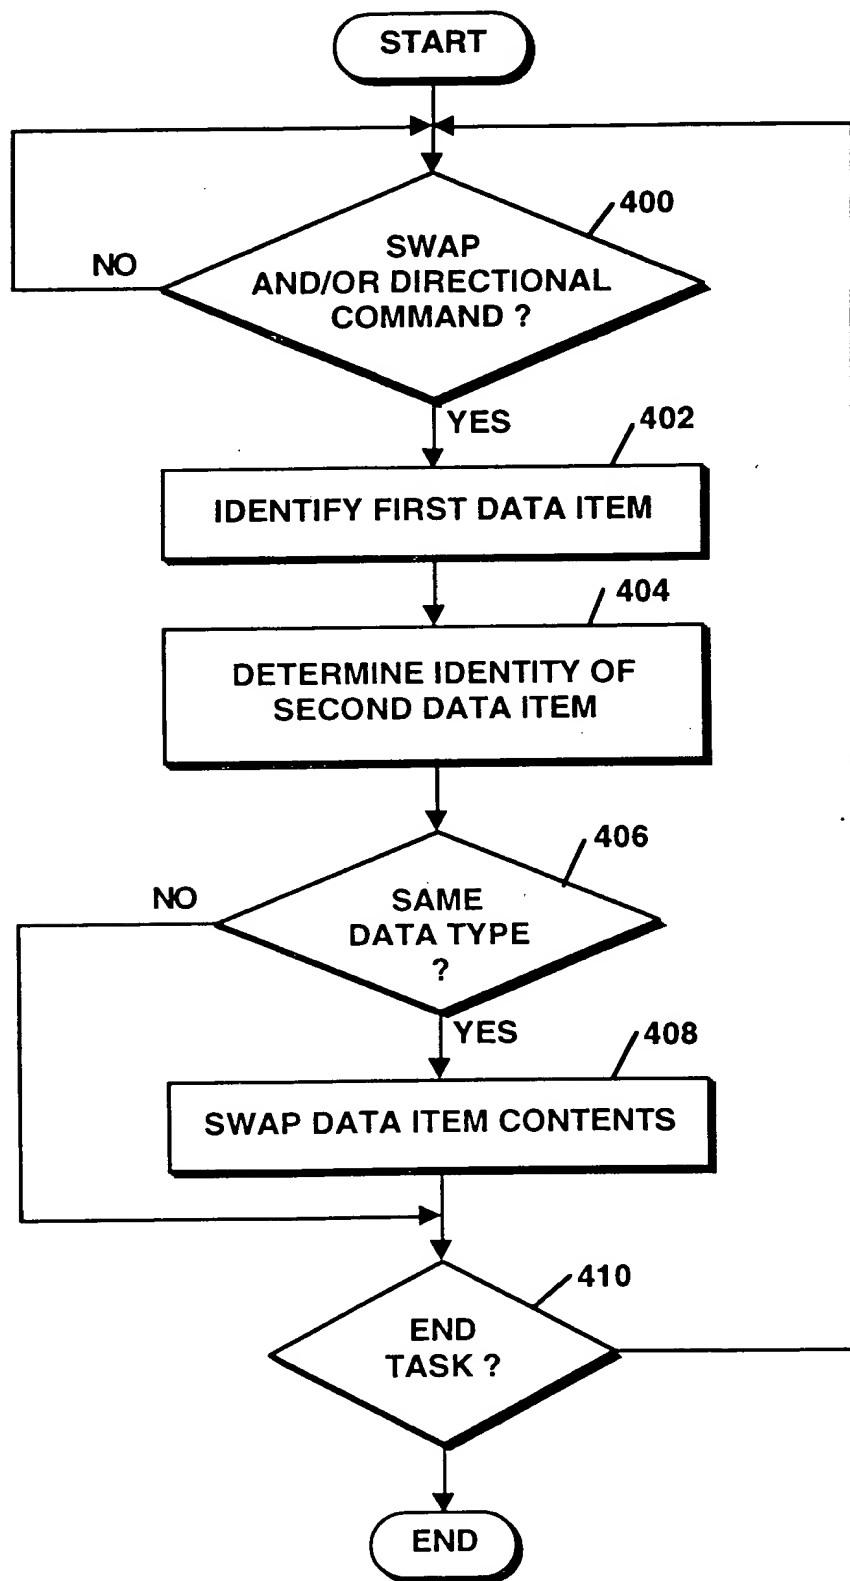 START
400
SWAP
AND/OR DIRECTIONAL
COMMAND ?
NO
YES
402
IDENTIFY FIRST DATA ITEM
404
DETERMINE IDENTITY OF
SECOND DATA ITEM
406
NO
SAME
DATA TYPE
?
YES
408
SWAP DATA ITEM CONTENTS
410
END
TASK ?
END